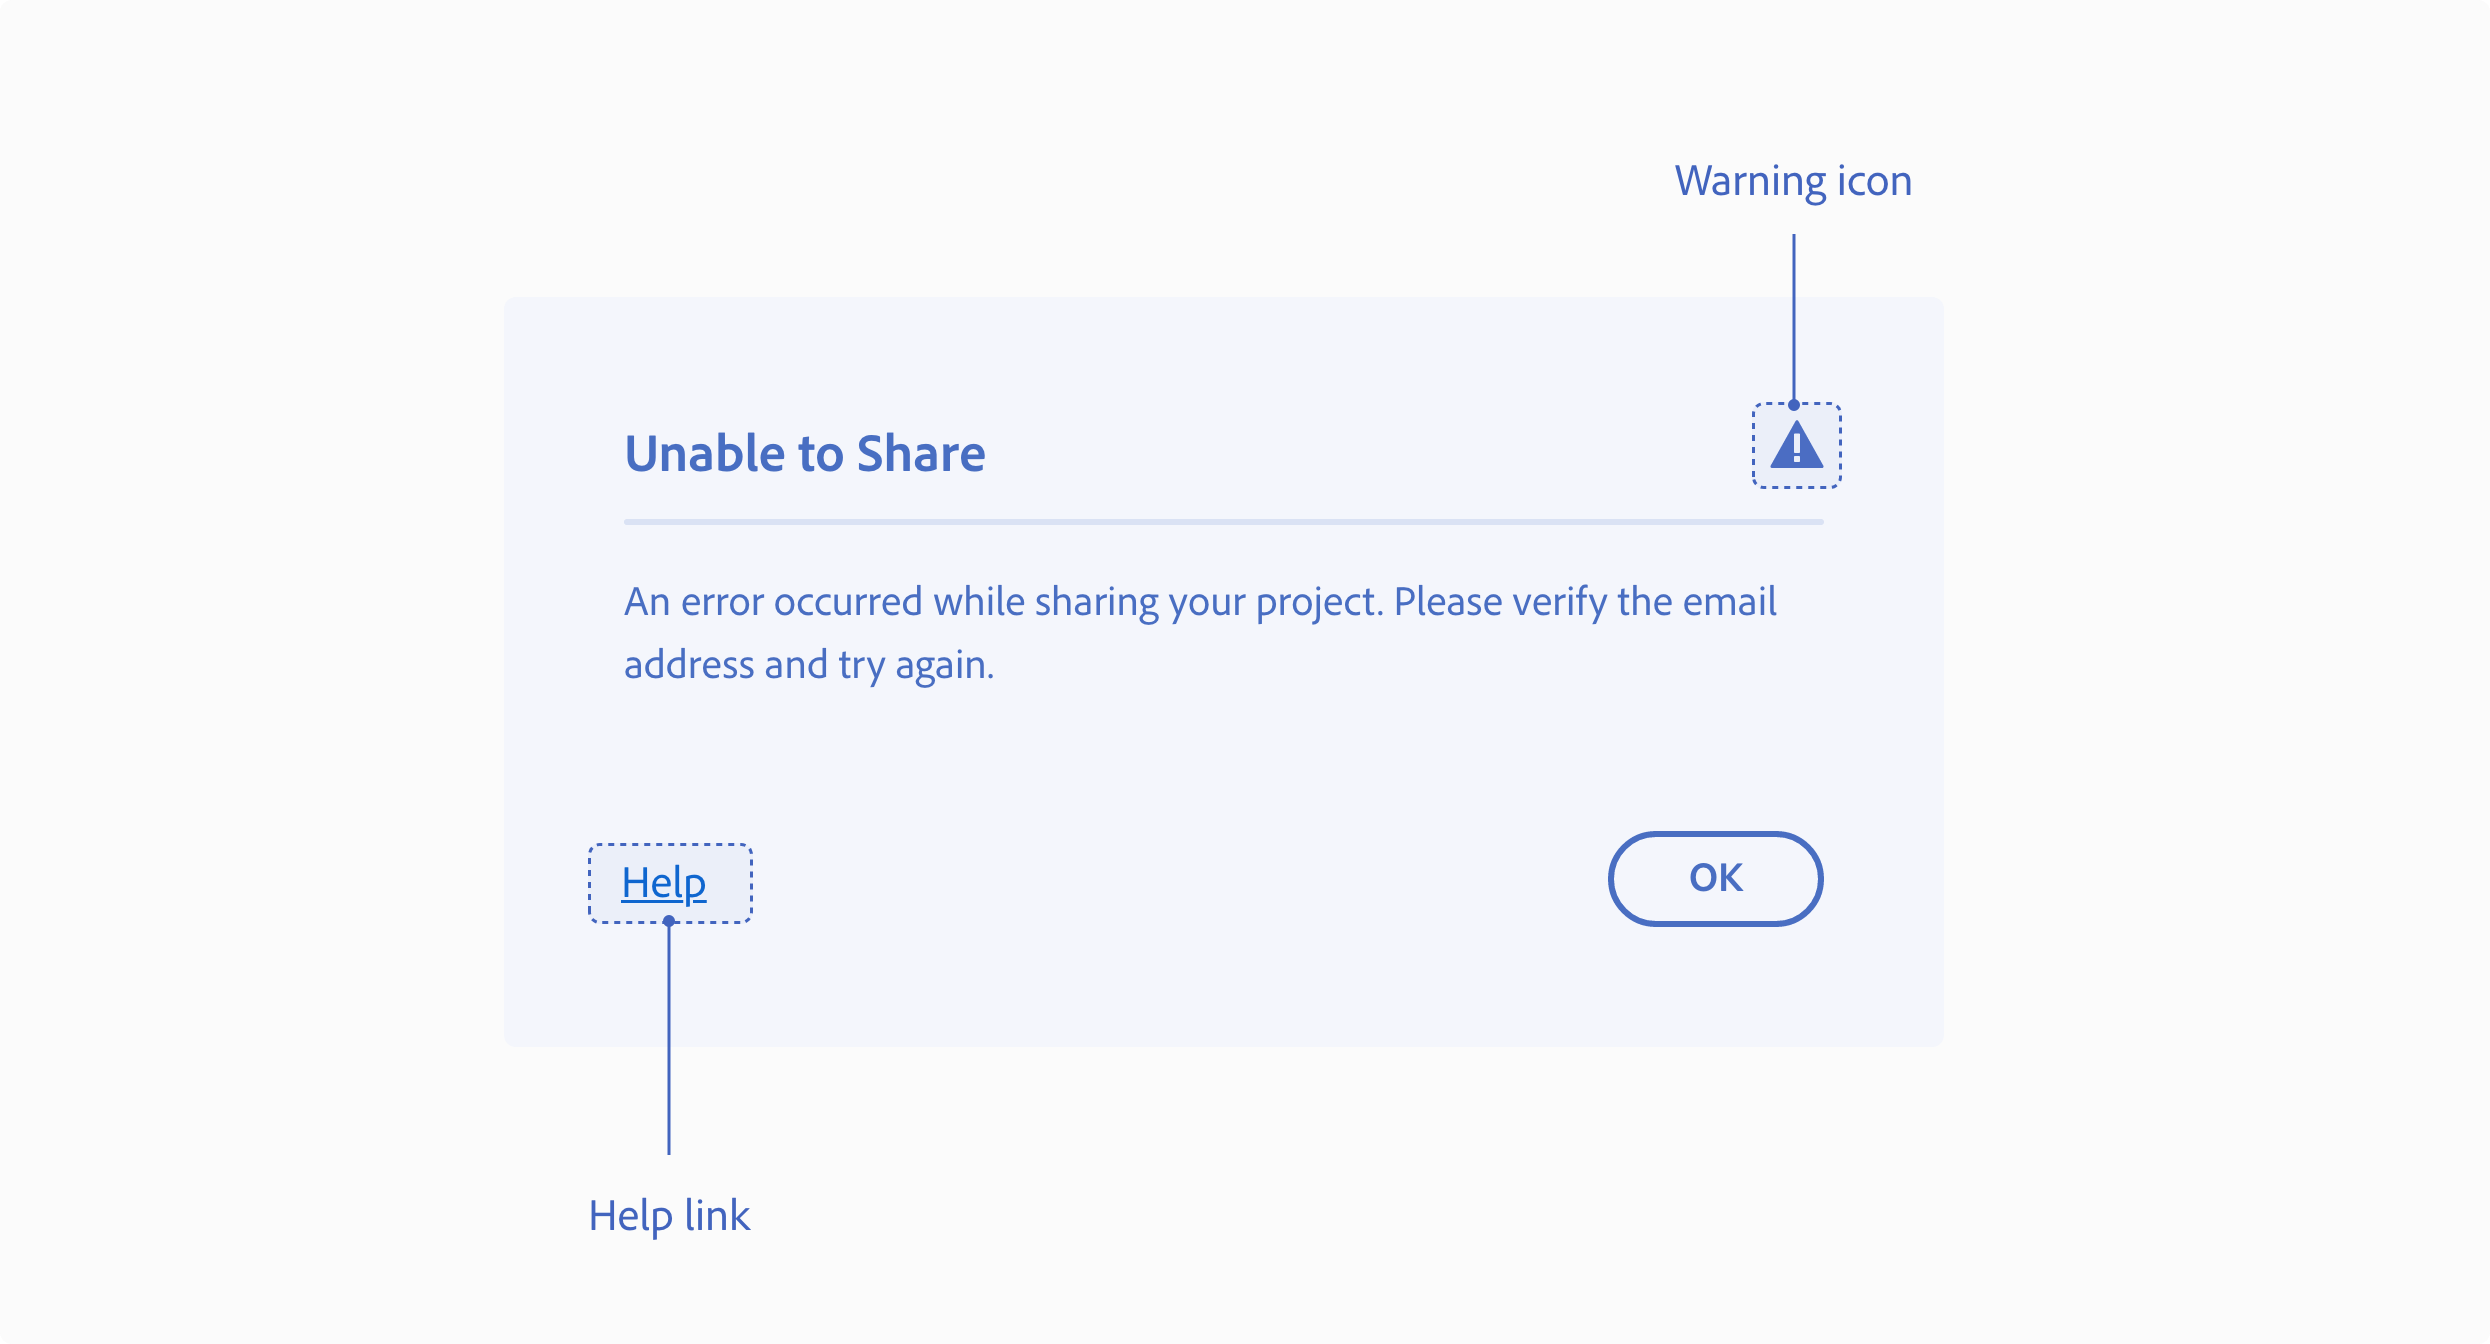 Warning icon
Unable to Share
An error occurred while sharing your project. Please verify the email
address and try again.
Help
OK
Help link